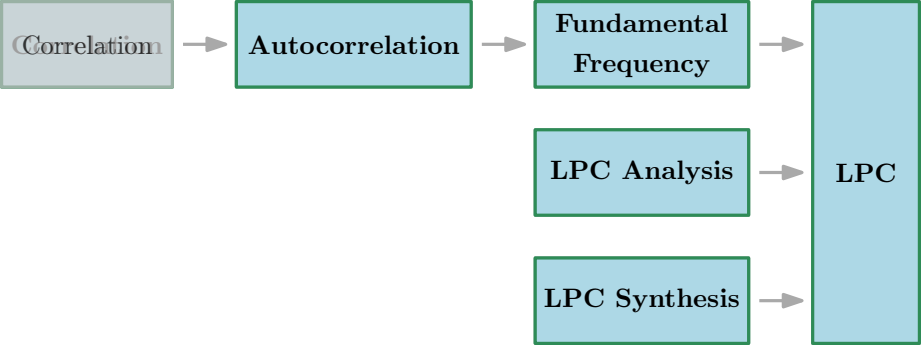 Correlation
Autocorrelation
Fundamental
Frequency
LPC Analysis
LPC
LPC Synthesis